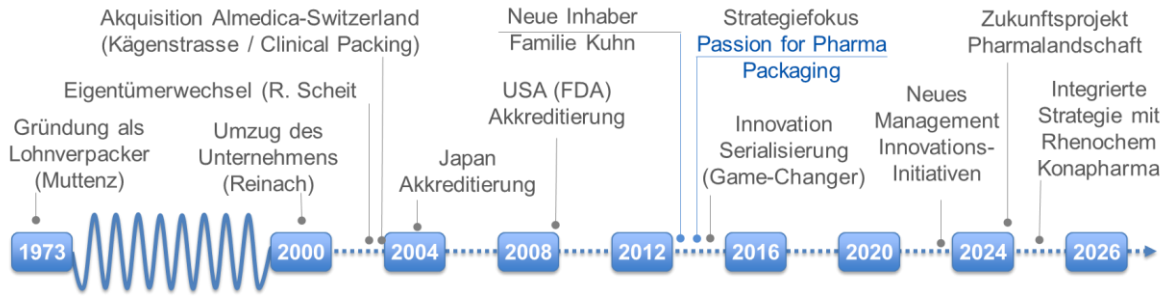 Akquisition Almedica-Switzerland
(Kägenstrasse / Clinical Packing)
Eigentümerwechsel (R. Scheit
Gründung als
Lohnverpacker
(Muttenz)
Umzug des
Unternehmens
(Reinach)
Japan
Akkreditierung
Neue Inhaber
Familie Kuhn
USA (FDA)
Akkreditierung
Strategiefokus
Passion for Pharma
Packaging
Innovation
Serialisierung
(Game-Changer)
Neues
Management
Innovations-
Initiativen
Zukunftsprojekt
Pharmalandschaft
Integrierte
Strategie mit
Rhenochem
Konapharma
1973
2000
2004
2008
2012
2016
2020
2024
2026